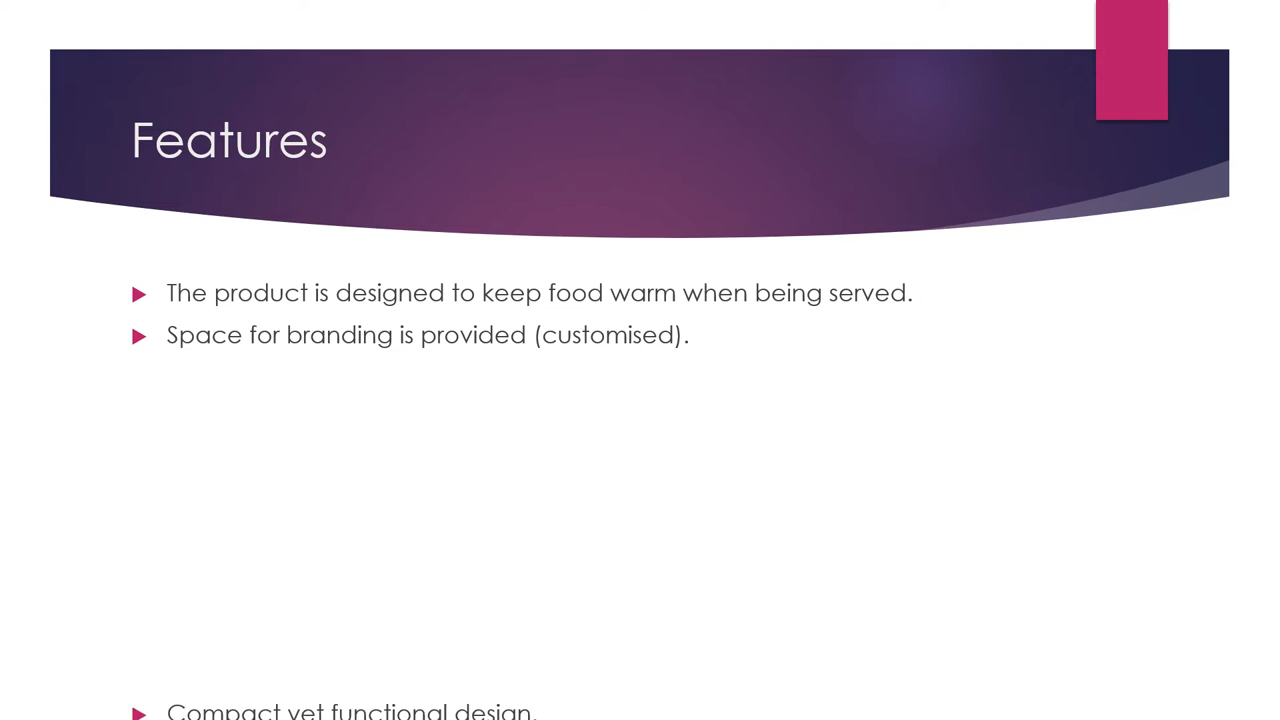 Features
The product is designed to keep food warm when being served.
Space for branding is provided (customised).
Compact yet functional design.